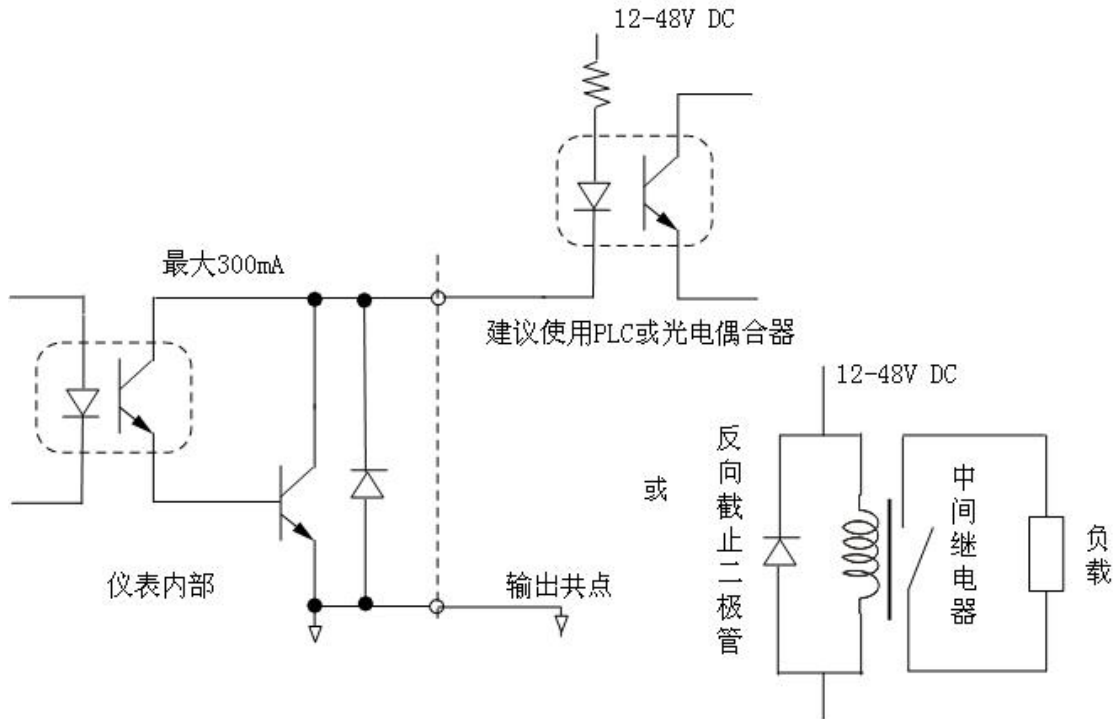 12-48V DC
最大300mA
建议使用PLC或光电偶合器
12-48V DC
或
反向截止二极管
中间继电器
负载
仪表内部
输出共点